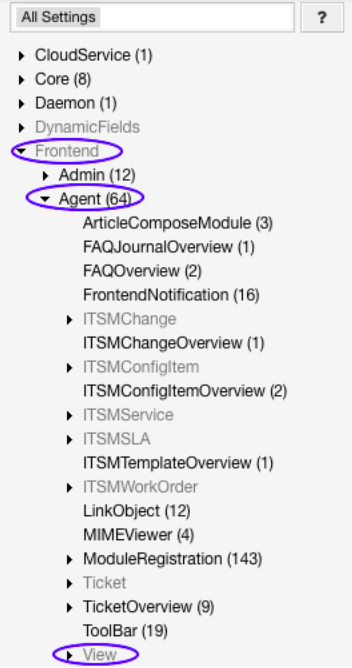 All Settings ?
CloudService (1)
Core (8)
Daemon (1)
DynamicFields
Frontend
Admin (12)
Agent (64)
ArticleComposeModule (3)
FAQJournalOverview (1)
FAQOverview (2)
FrontendNotification (16)
ITSMChange
ITSMChangeOverview (1)
ITSMConfigItem
ITSMConfigItemOverview (2)
ITSMService
ITSMSLA
ITSMTemplateOverview (1)
ITSMWorkOrder
LinkObject (12)
MIMEViewer (4)
ModuleRegistration (143)
Ticket
TicketOverview (9)
ToolBar (19)
View